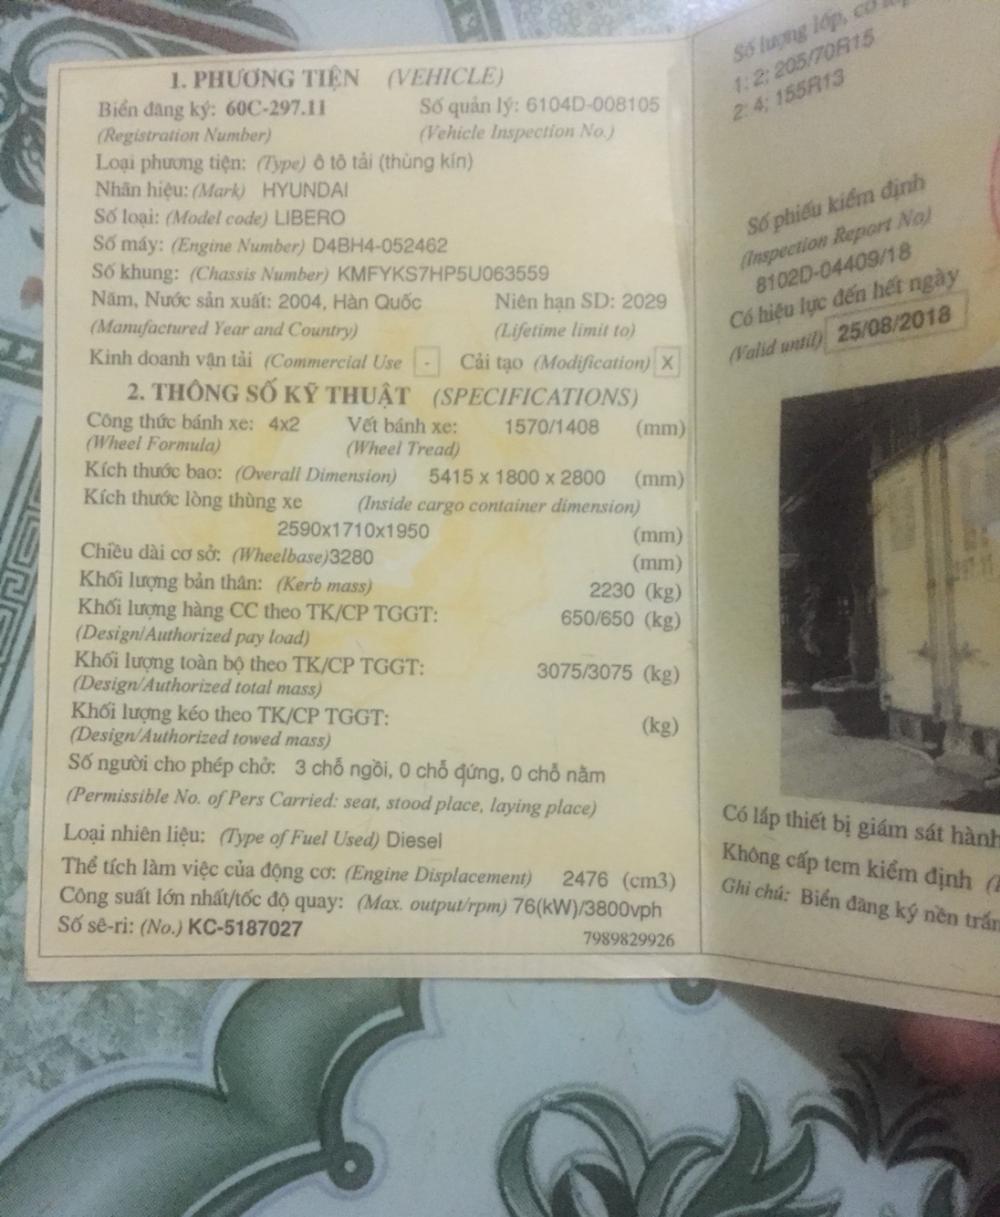 1. PHƯƠNG TIỆN (VEHICLE)
Biển đăng ký: 60C-297.11 Số quản lý: 6104D-008105
(Registration Number) (Vehicle Inspection No.)
Loại phương tiện: (Type) ô tô tải (thùng kín)
Nhãn hiệu: (Mark) HYUNDAI
Số loại: (Model code) LIBERO
Số máy: (Engine Number) D4BH4-052462
Số khung: (Chassis Number) KMFYKS7HP5U063559
Năm, Nước sản xuất: 2004, Hàn Quốc Niên hạn SD: 2029
(Manufactured Year and Country) (Lifetime limit to)
Kinh doanh vận tải (Commercial Use - Cải tạo (Modification) X
2. THÔNG SỐ KỸ THUẬT (SPECIFICATIONS)
Công thức bánh xe: 4x2 Vết bánh xe: 1570/1408 (mm)
(Wheel Formula) (Wheel Tread)
Kích thước bao: (Overall Dimension) 5415 x 1800 x 2800 (mm)
Kích thước lòng thùng xe (Inside cargo container dimension)
2590x1710x1950 (mm)
Chiều dài cơ sở: (Wheelbase)3280 (mm)
Khối lượng bản thân: (Kerb mass) 2230 (kg)
Khối lượng hàng CC theo TK/CP TGGT: 650/650 (kg)
(Design/Authorized pay load)
Khối lượng toàn bộ theo TK/CP TGGT: 3075/3075 (kg)
(Design/Authorized total mass)
Khối lượng kéo theo TK/CP TGGT: (kg)
(Design/Authorized towed mass)
Số người cho phép chở: 3 chỗ ngồi, 0 chỗ đứng, 0 chỗ nằm
(Permissible No. of Pers Carried: seat, stood place, laying place)
Loại nhiên liệu: (Type of Fuel Used) Diesel
Thể tích làm việc của động cơ: (Engine Displacement) 2476 (cm3)
Công suất lớn nhất/tốc độ quay: (Max. output/rpm) 76(kW)/3800vph
Số sê-ri: (No.) KC-5187027
7989829926
Số lượng lốp, cỡ
1: 2; 205/70R15
2: 4; 155R13
Số phiếu kiểm định
(Inspection Report No)
8102D-04409/18
Có hiệu lực đến hết ngày
(Valid until) 25/08/2018
Có lắp thiết bị giám sát hành
Không cấp tem kiểm định
Ghi chú: Biển đăng ký nền